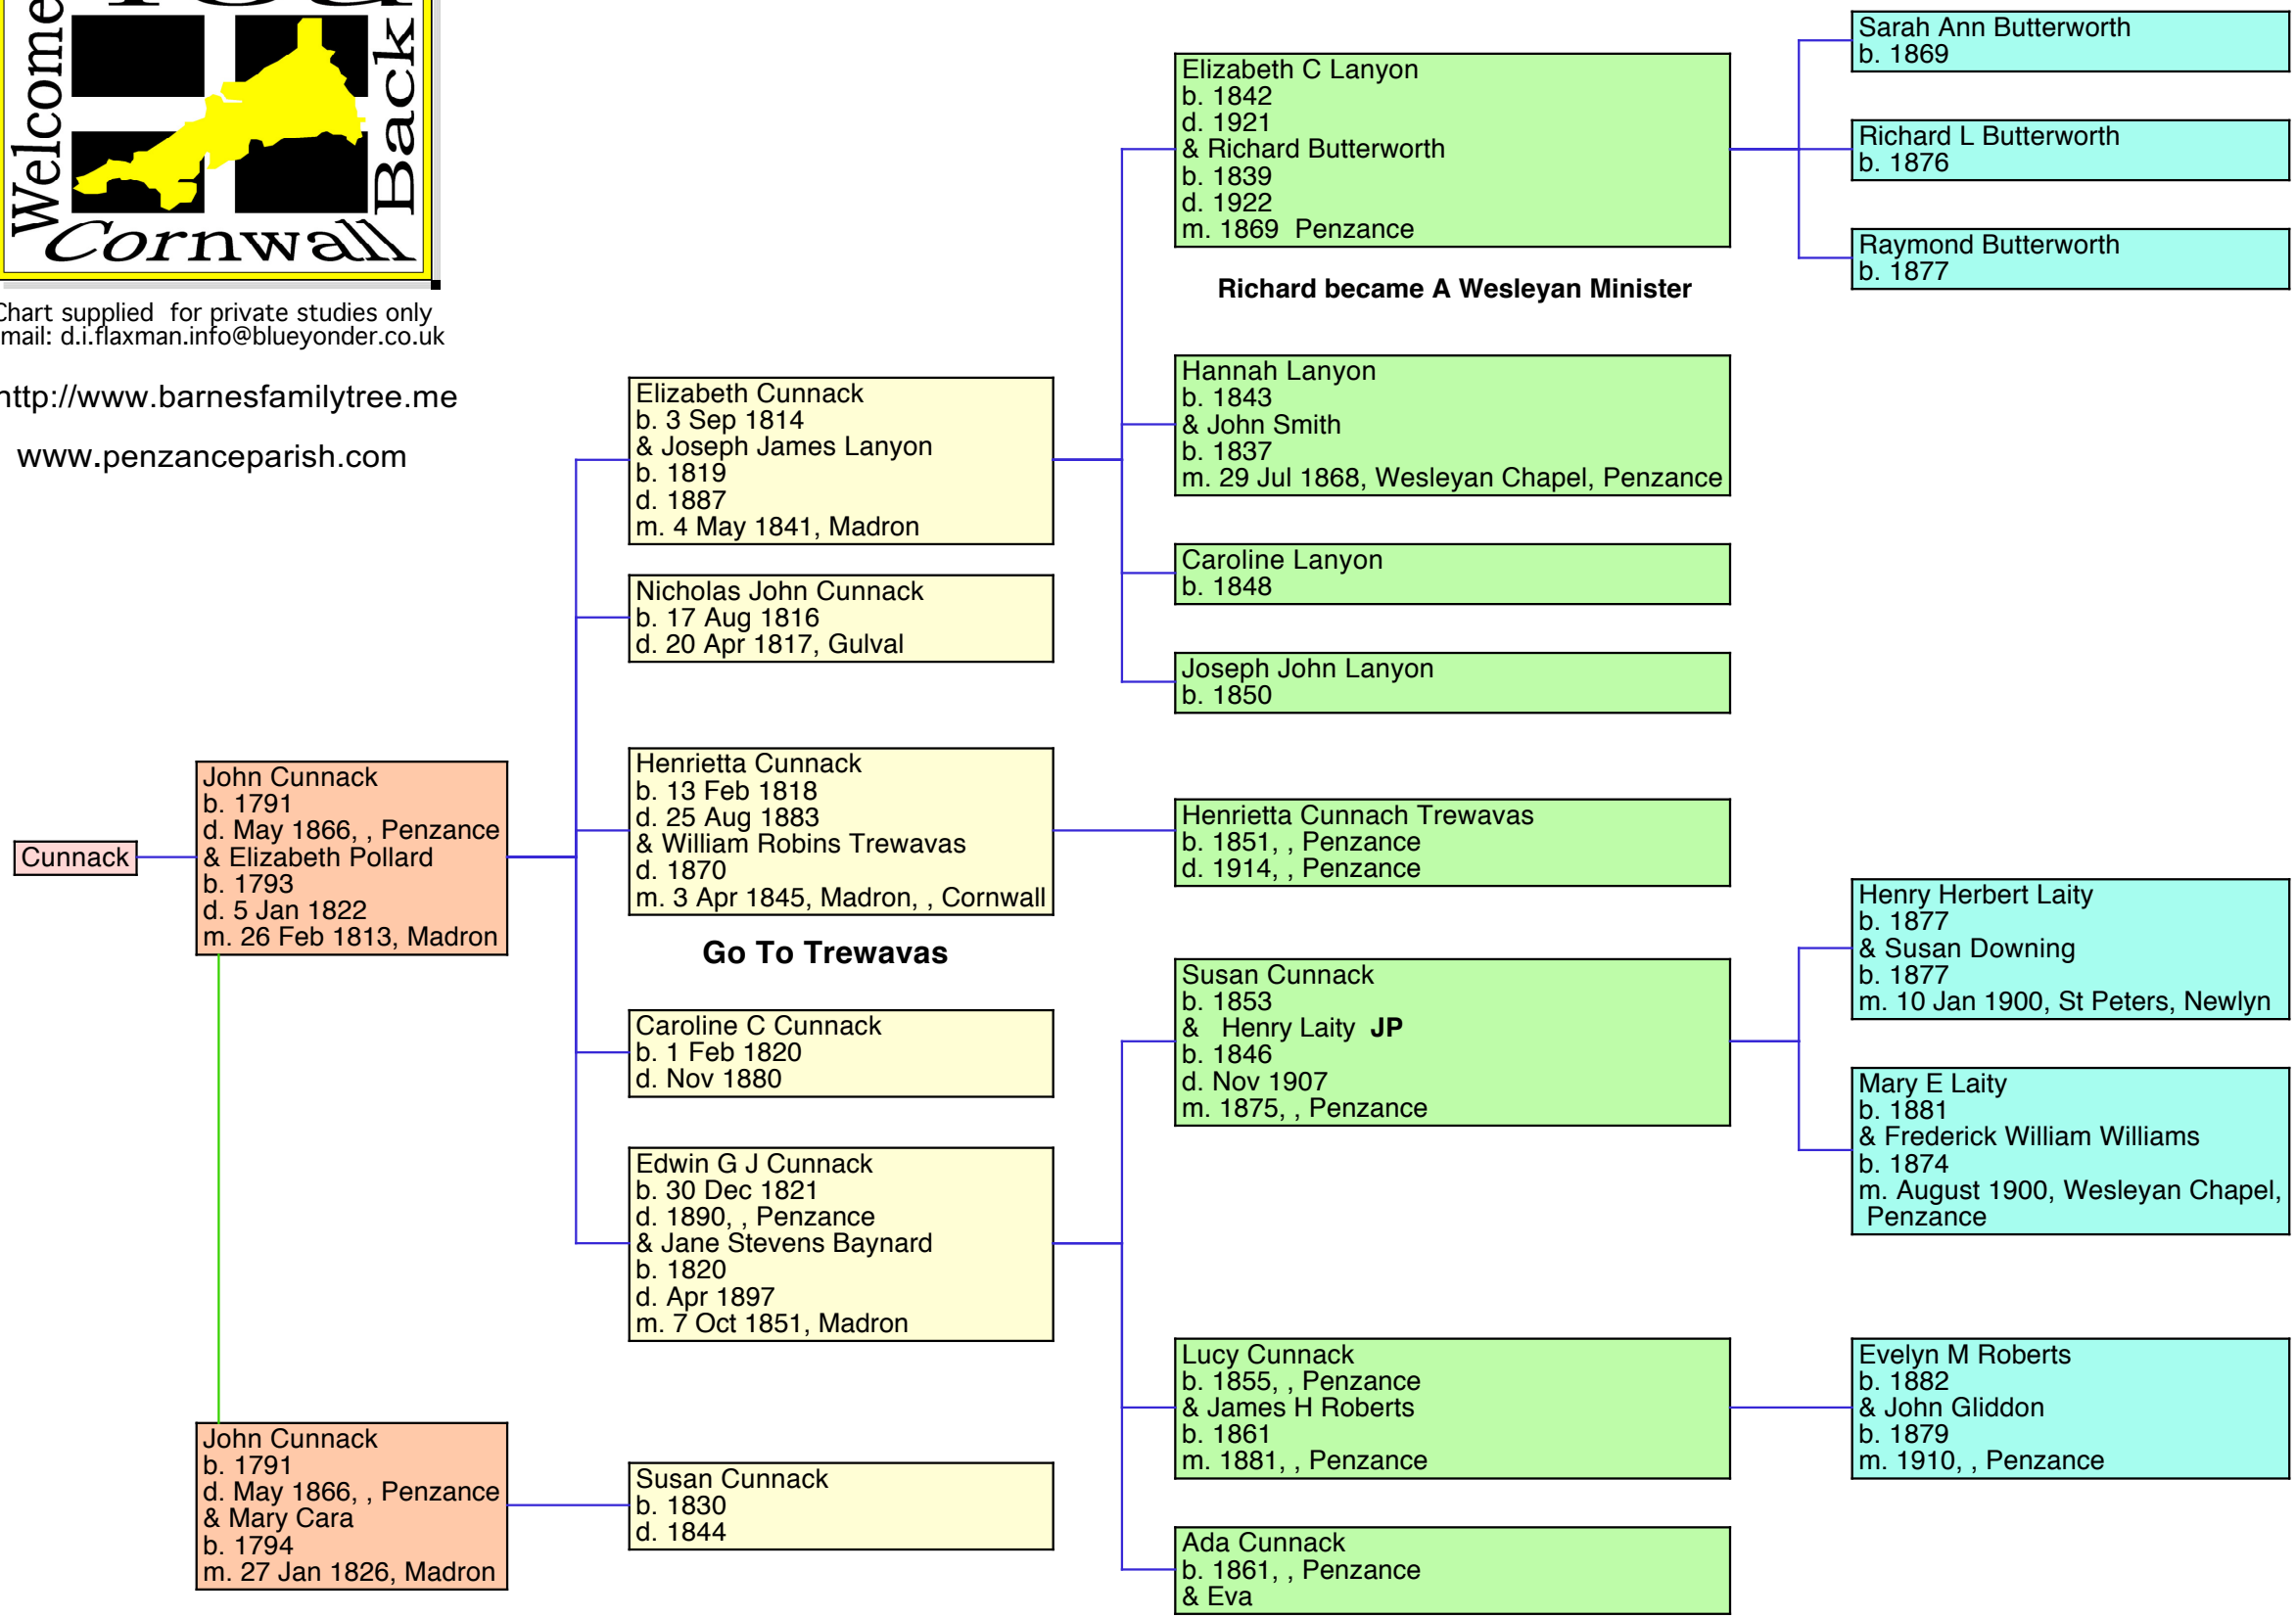 Welcome
You
Back
Cornwall
Chart supplied for private studies only
mail: d.i.flaxman.info@blueyonder.co.uk
http://www.barnesfamilytree.me
www.penzanceparish.com
Cunnack
John Cunnack
b. 1791
d. May 1866, , Penzance
& Elizabeth Pollard
b. 1793
d. 5 Jan 1822
m. 26 Feb 1813, Madron
John Cunnack
b. 1791
d. May 1866, , Penzance
& Mary Cara
b. 1794
m. 27 Jan 1826, Madron
Elizabeth Cunnack
b. 3 Sep 1814
& Joseph James Lanyon
b. 1819
d. 1887
m. 4 May 1841, Madron
Nicholas John Cunnack
b. 17 Aug 1816
d. 20 Apr 1817, Gulval
Henrietta Cunnack
b. 13 Feb 1818
d. 25 Aug 1883
& William Robins Trewavas
d. 1870
m. 3 Apr 1845, Madron, , Cornwall
Go To Trewavas
Caroline C Cunnack
b. 1 Feb 1820
d. Nov 1880
Edwin G J Cunnack
b. 30 Dec 1821
d. 1890, , Penzance
& Jane Stevens Baynard
b. 1820
d. Apr 1897
m. 7 Oct 1851, Madron
Susan Cunnack
b. 1830
d. 1844
Elizabeth C Lanyon
b. 1842
d. 1921
& Richard Butterworth
b. 1839
d. 1922
m. 1869 Penzance
Richard became A Wesleyan Minister
Hannah Lanyon
b. 1843
& John Smith
b. 1837
m. 29 Jul 1868, Wesleyan Chapel, Penzance
Caroline Lanyon
b. 1848
Joseph John Lanyon
b. 1850
Henrietta Cunnach Trewavas
b. 1851, , Penzance
d. 1914, , Penzance
Susan Cunnack
b. 1853
& Henry Laity JP
b. 1846
d. Nov 1907
m. 1875, , Penzance
Lucy Cunnack
b. 1855, , Penzance
& James H Roberts
b. 1861
m. 1881, , Penzance
Ada Cunnack
b. 1861, , Penzance
& Eva
Sarah Ann Butterworth
b. 1869
Richard L Butterworth
b. 1876
Raymond Butterworth
b. 1877
Henry Herbert Laity
b. 1877
& Susan Downing
b. 1877
m. 10 Jan 1900, St Peters, Newlyn
Mary E Laity
b. 1881
& Frederick William Williams
b. 1874
m. August 1900, Wesleyan Chapel,
Penzance
Evelyn M Roberts
b. 1882
& John Gliddon
b. 1879
m. 1910, , Penzance